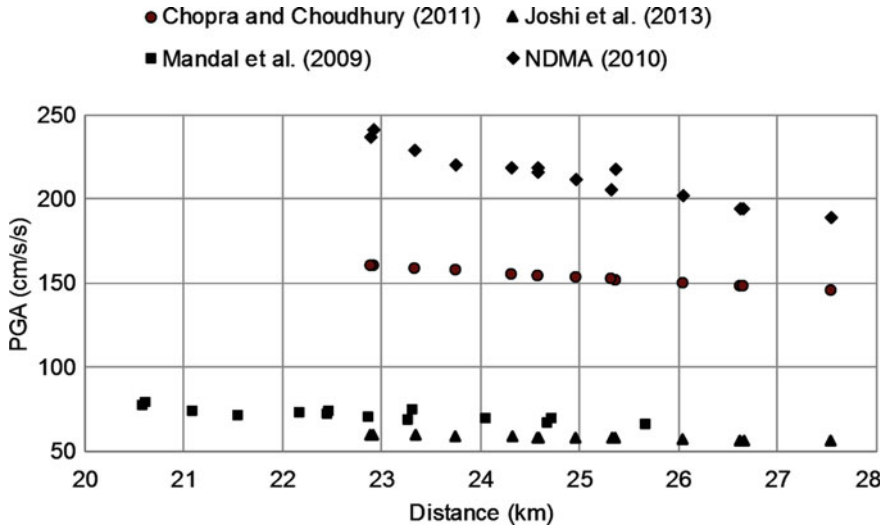 Chopra and Choudhury (2011) Joshi et al. (2013)
Mandal et al. (2009) NDMA (2010)
250
200
150
100
50
PGA (cm/s/s)
20 21 22 23 24 25 26 27 28
Distance (km)